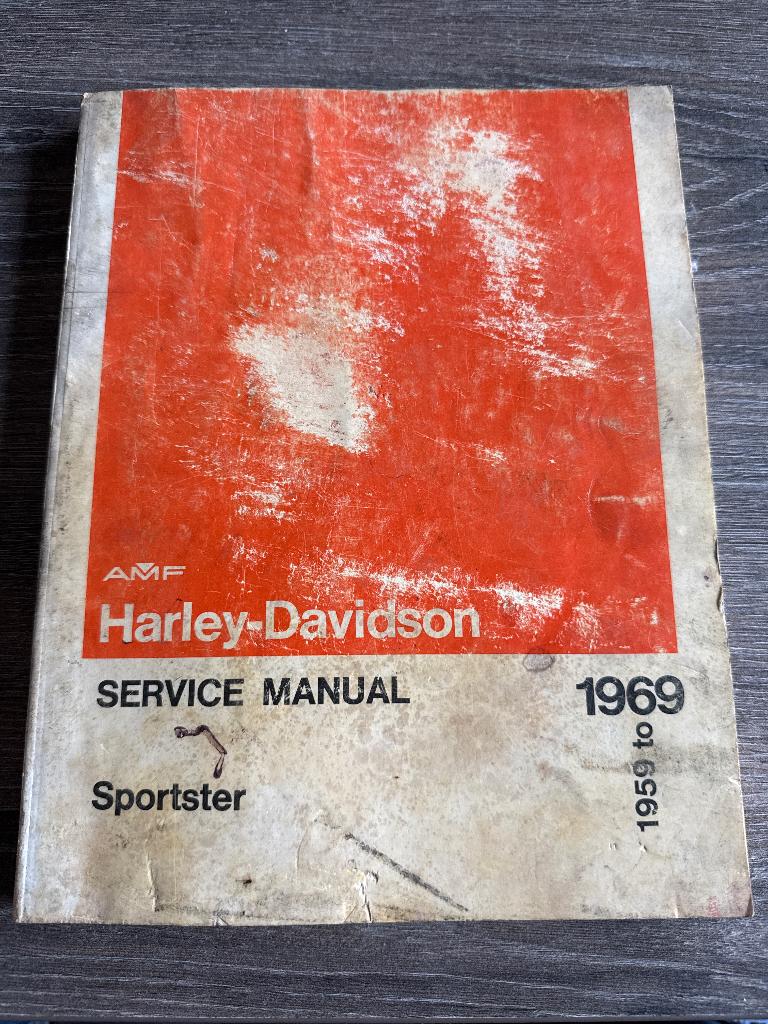 AMF
Harley-Davidson
SERVICE MANUAL
1969
1959 to
Sportster